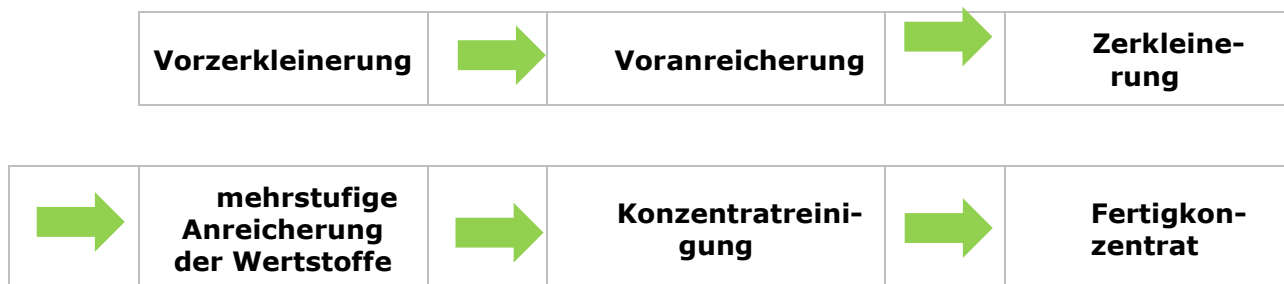 Vorzerkleinerung
Voranreicherung
Zerkleine-
rung
mehrstufige
Anreicherung
der Wertstoffe
Konzentratreini-
gung
Fertigkon-
zentrat